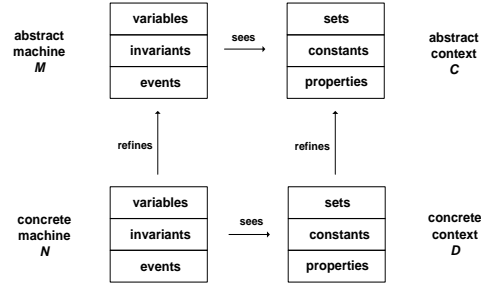 abstract
machine
M
variables
invariants
events
sees
sets
constants
properties
abstract
context
C
refines
refines
concrete
machine
N
variables
invariants
events
sees
sets
constants
properties
concrete
context
D